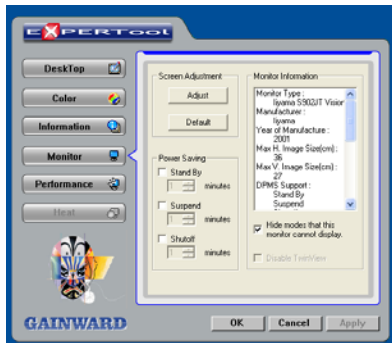 EXPERTool
DeskTop
Color
Information
Monitor
Performance
Heat
GAINWARD
Screen Adjustment
Adjust
Default
Power Saving
Stand By
1 minutes
Suspend
1 minutes
Shutoff
1 minutes
Monitor Information
Monitor Type :
Iiyama S902JT Vision
Manufacturer :
Iiyama
Year of Manufacture :
2001
Max H. Image Size(cm) :
36
Max V. Image Size(cm) :
27
DPMS Support :
Stand By
Suspend
Hide modes that this
monitor cannot display.
Disable TwinView
OK Cancel Apply